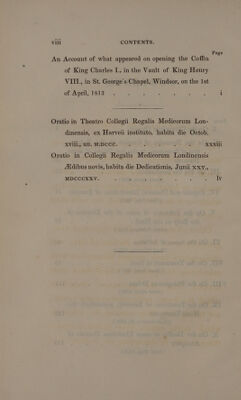 viii CONTENTS.
Page
An Account of what appeared on opening the Coffin
of King Charles I., in the Vault of King Henry
VIII., in St. George's Chapel, Windsor, on the 1st
of April, 1813 . . . . . . . i
Oratio in Theatro Collegii Regalis Medicorum Lon-
dinensis, ex Harveii instituto, habita die Octob.
xviii., an. MDCCC. . . . . . . xxxiii
Oratio in Collegii Regalis Medicorum Londinensis
Ædibus novis, habita die Dedicationis, Junii XXV.,
MDCCCXXV. . . . . . . . . lv